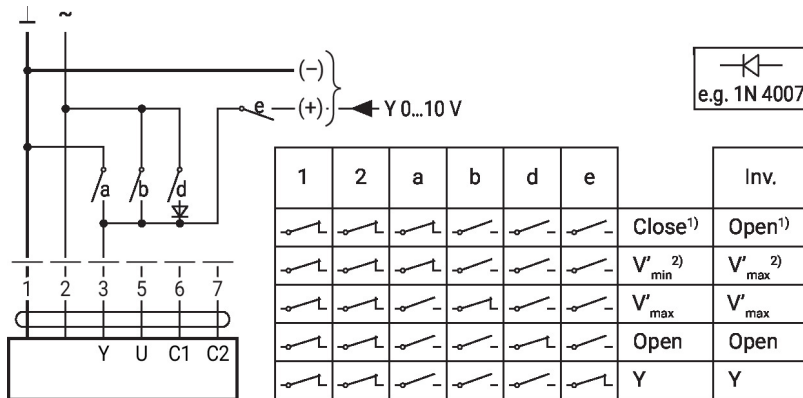 ⊥ ~
(–)
e (+) Y 0...10 V
e.g. 1N 4007
a b d
1 2 a b d e Inv.
Close¹⁾ Open¹⁾
V'min²⁾ V'max²⁾
V'max V'max
Open Open
Y Y
1 2 3 5 6 7
Y U C1 C2